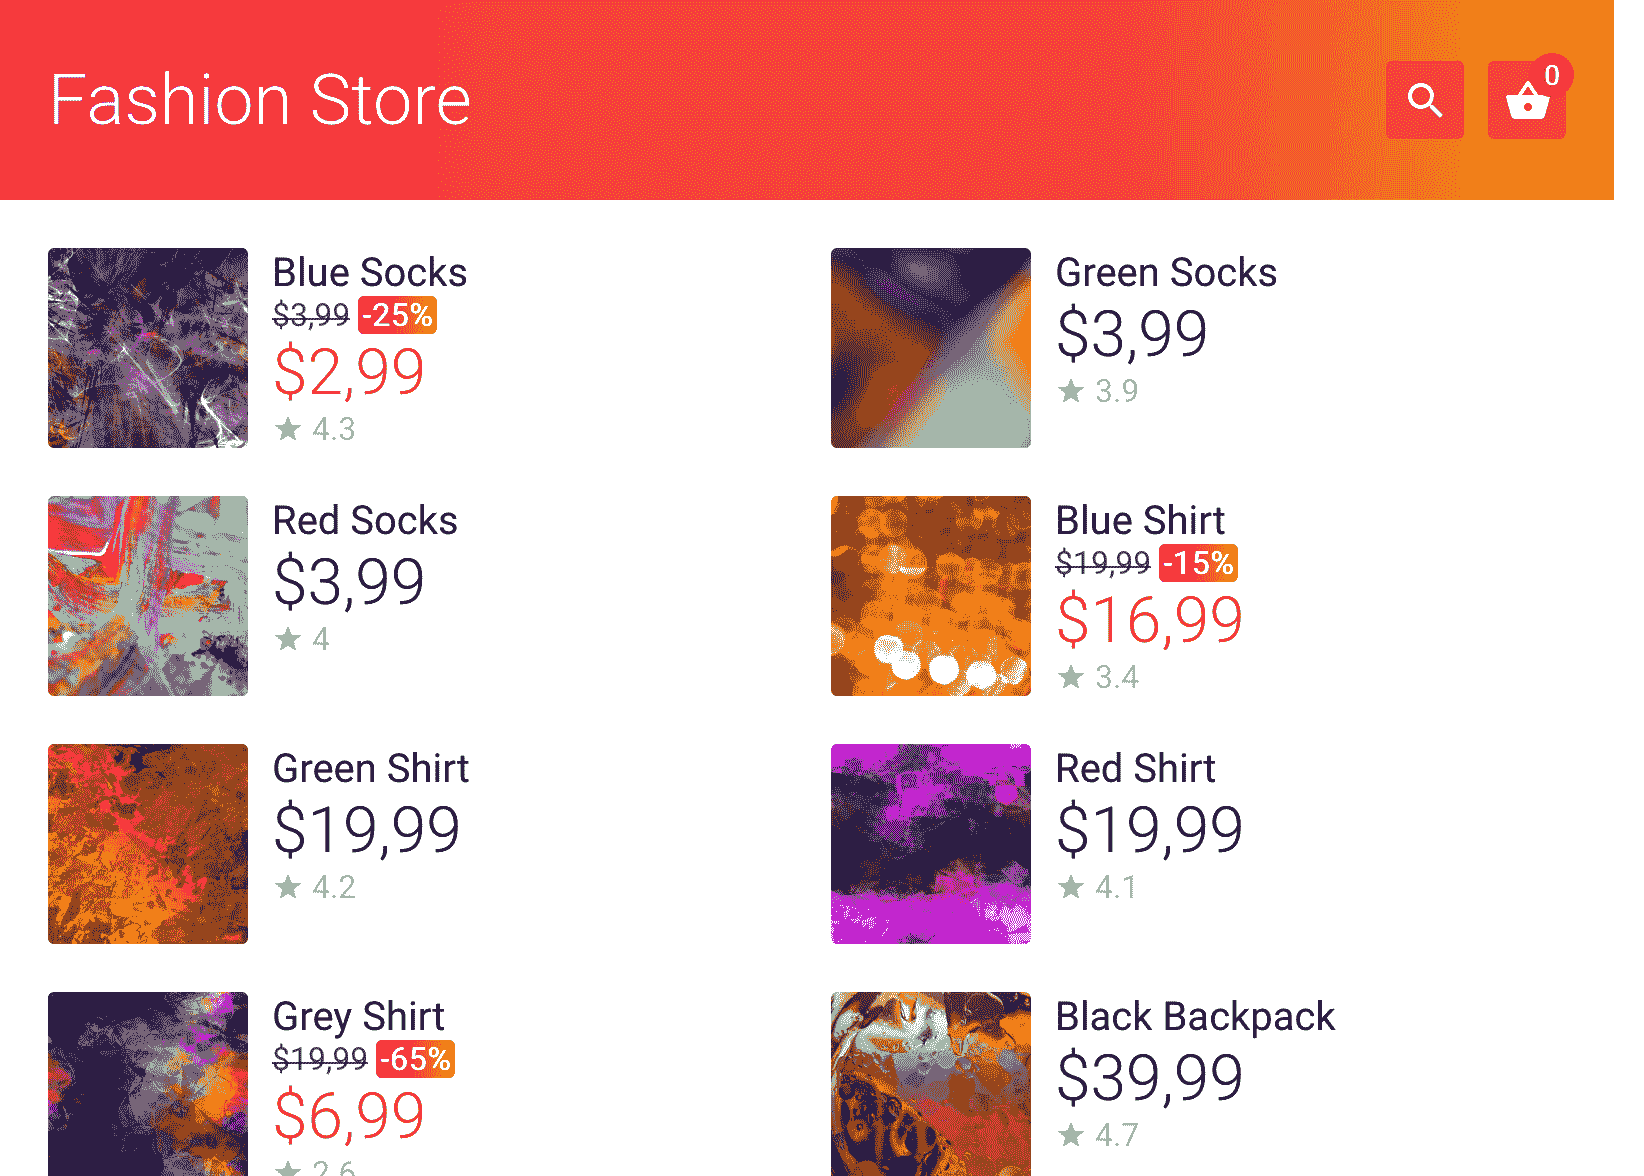 Fashion Store
0
Blue Socks
$3,99 -25%
$2,99
★ 4.3
Green Socks
$3,99
★ 3.9
Red Socks
$3,99
★ 4
Blue Shirt
$19,99 -15%
$16,99
★ 3.4
Green Shirt
$19,99
★ 4.2
Red Shirt
$19,99
★ 4.1
Grey Shirt
$19,99 -65%
$6,99
★ 2.6
Black Backpack
$39,99
★ 4.7